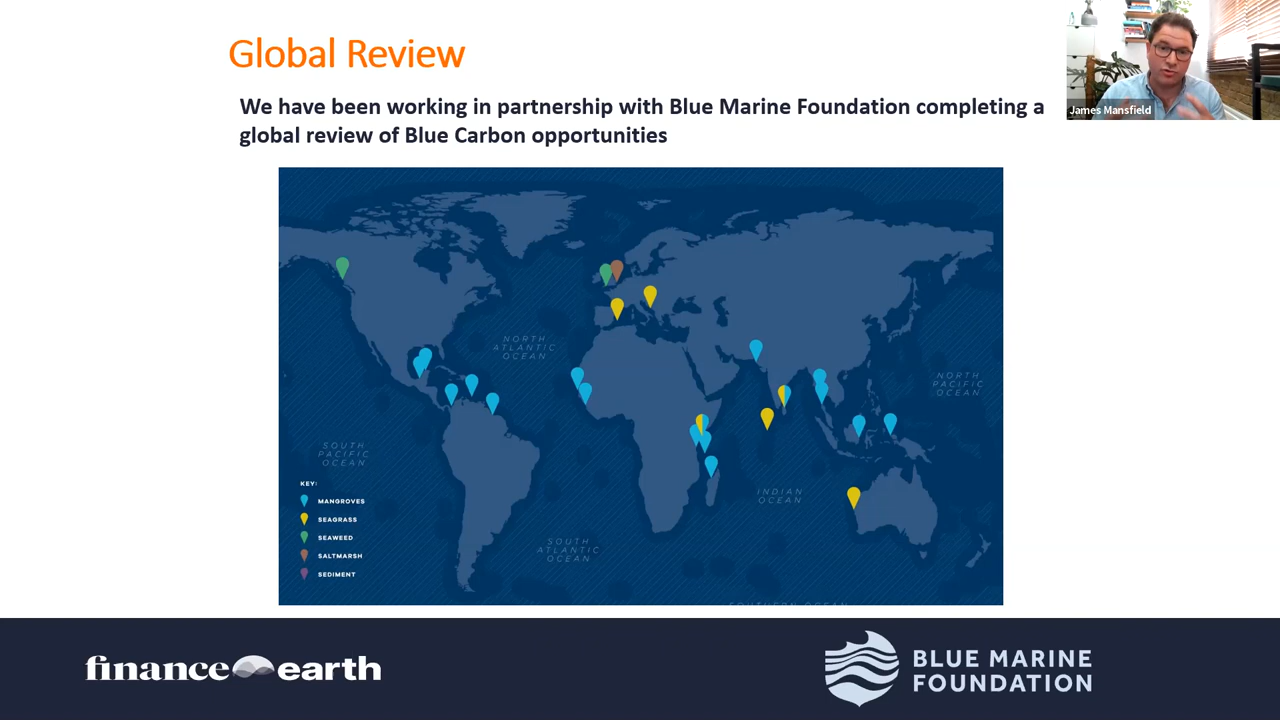 Global Review
We have been working in partnership with Blue Marine Foundation completing a
global review of Blue Carbon opportunities
James Mansfield
NORTH
ATLANTIC
OCEAN
NORTH
PACIFIC
OCEAN
SOUTH
PACIFIC
OCEAN
INDIAN
OCEAN
SOUTH
ATLANTIC
OCEAN
SOUTHERN OCEAN
KEY:
MANGROVES
SEAGRASS
SEAWEED
SALTMARSH
SEDIMENT
finance earth
BLUE MARINE
FOUNDATION